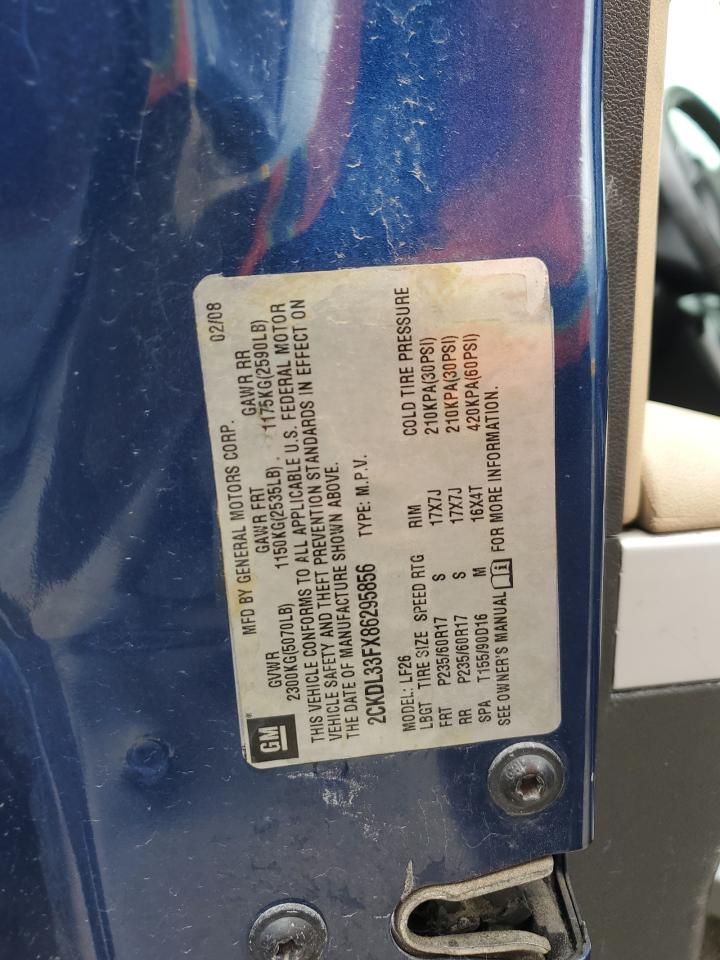 GM
MFD BY GENERAL MOTORS CORP. 02/08
GVWR GAWR FRT GAWR RR
2300KG(5070LB) 1150KG(2535LB) 1175KG(2590LB)
THIS VEHICLE CONFORMS TO ALL APPLICABLE U.S. FEDERAL MOTOR
VEHICLE SAFETY AND THEFT PREVENTION STANDARDS IN EFFECT ON
THE DATE OF MANUFACTURE SHOWN ABOVE.
2CKDL33FX86295856 TYPE: M.P.V.
MODEL: LF26
LBGT TIRE SIZE SPEED RTG RIM COLD TIRE PRESSURE
FRT P235/60R17 S 17X7J 210KPA(30PSI)
RR P235/60R17 S 17X7J 210KPA(30PSI)
SPA T155/90D16 M 16X4T 420KPA(60PSI)
SEE OWNER'S MANUAL FOR MORE INFORMATION.